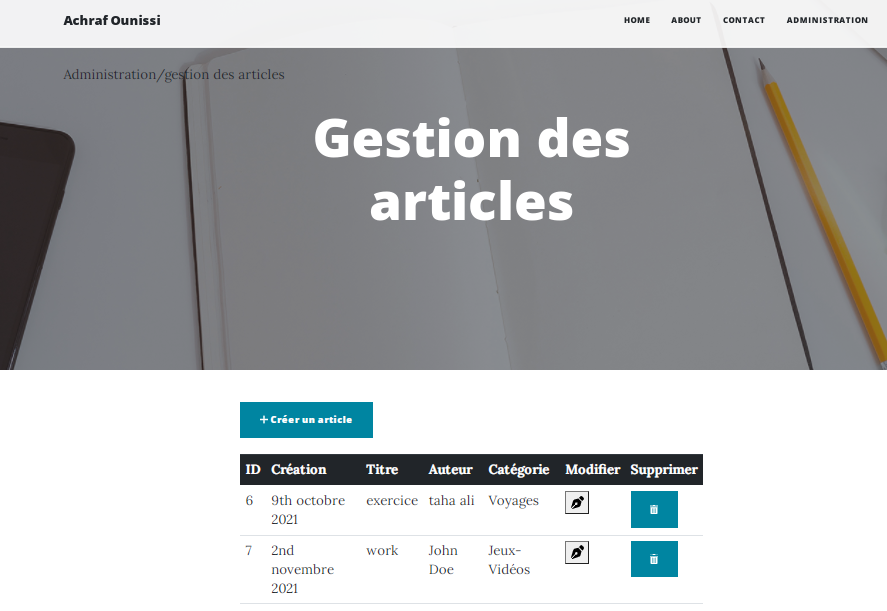 Achraf Ounissi
HOME ABOUT CONTACT ADMINISTRATION
Administration/gestion des articles
Gestion des
articles
+ Créer un article
ID Création Titre Auteur Catégorie Modifier Supprimer
6 9th octobre exercice taha ali Voyages
2021
7 2nd work John Jeux-
novembre Doe Vidéos
2021